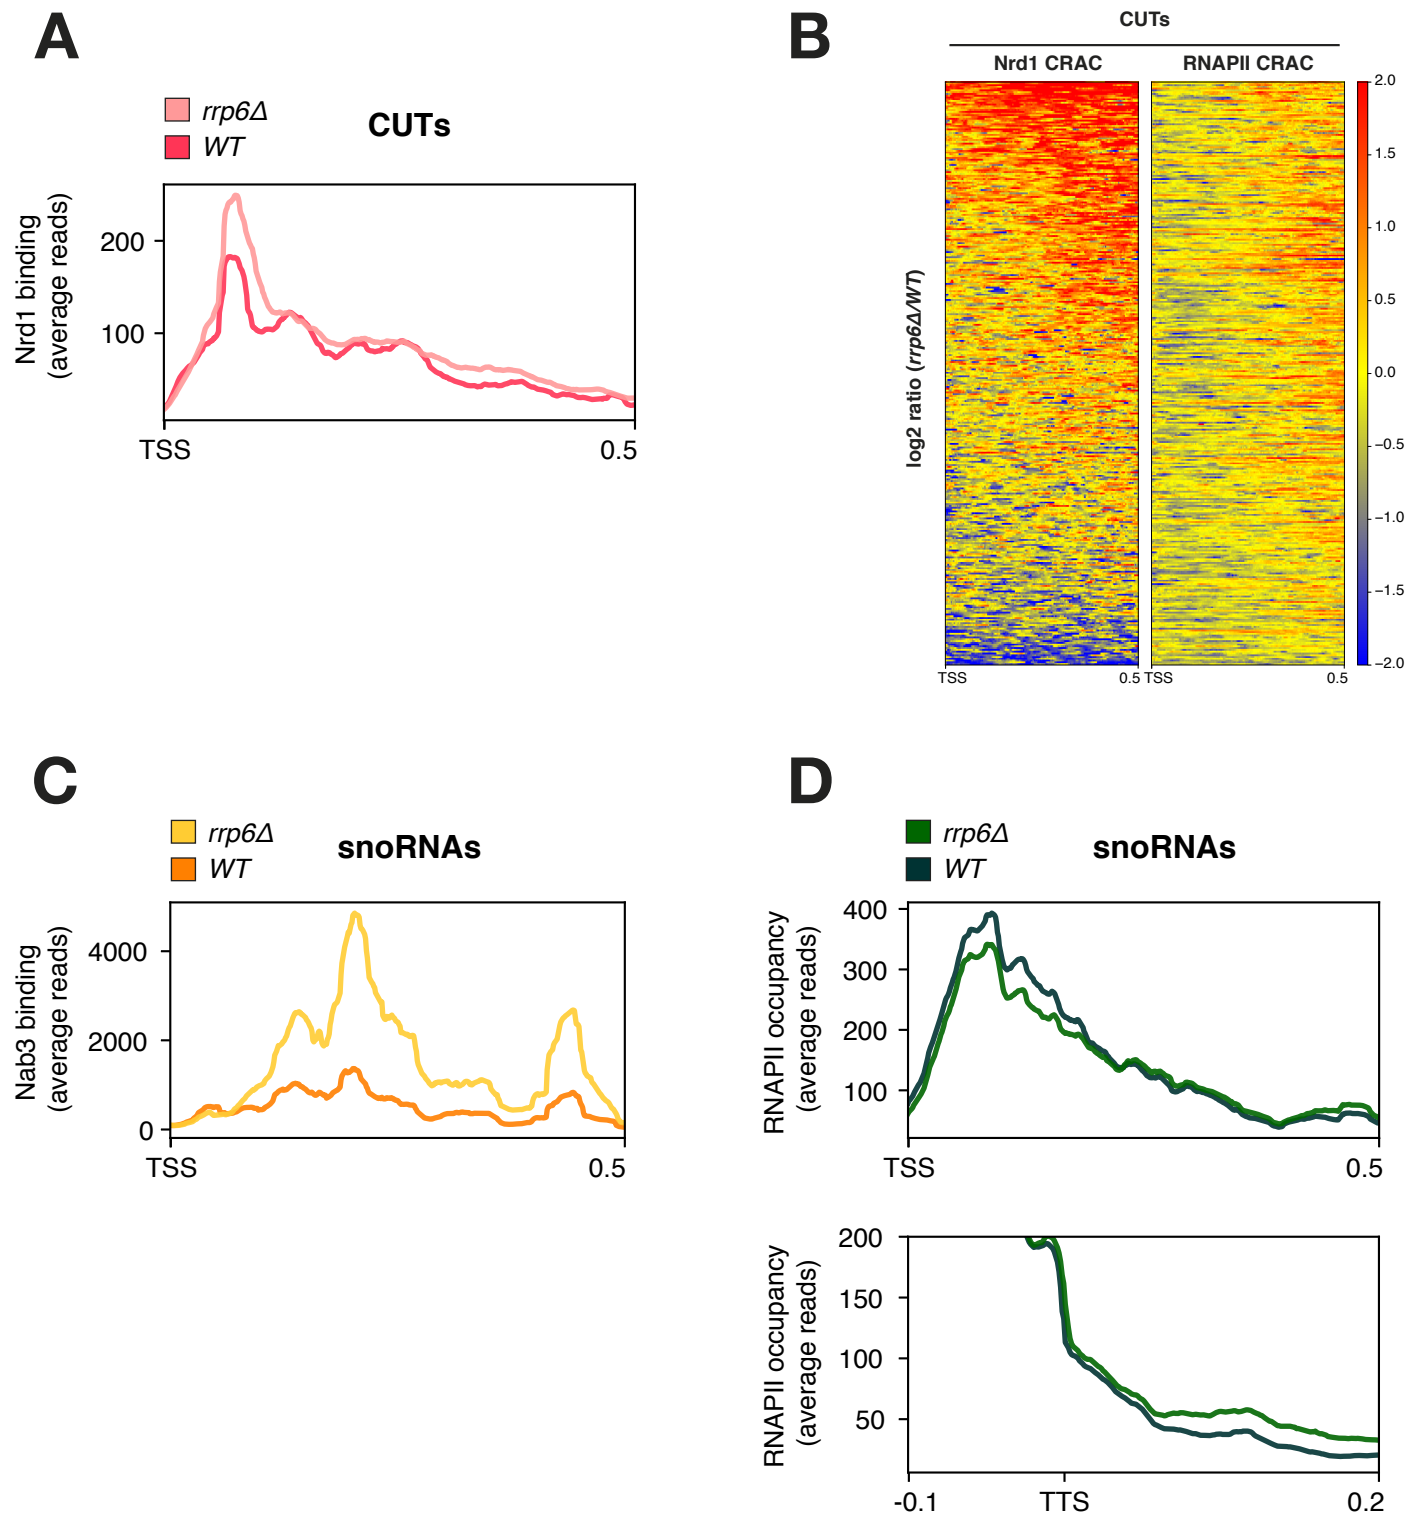 A
rrp6Δ
WT
CUTs
Nrd1 binding
(average reads)
200
100
TSS
0.5
B
CUTs
Nrd1 CRAC
RNAPII CRAC
log2 ratio (rrp6Δ/WT)
2.0
1.5
1.0
0.5
0.0
−0.5
−1.0
−1.5
−2.0
TSS
0.5
TSS
0.5
C
rrp6Δ
WT
snoRNAs
Nab3 binding
(average reads)
4000
2000
0
TSS
0.5
D
rrp6Δ
WT
snoRNAs
RNAPII occupancy
(average reads)
400
300
200
100
TSS
0.5
RNAPII occupancy
(average reads)
200
150
100
50
-0.1
TTS
0.2